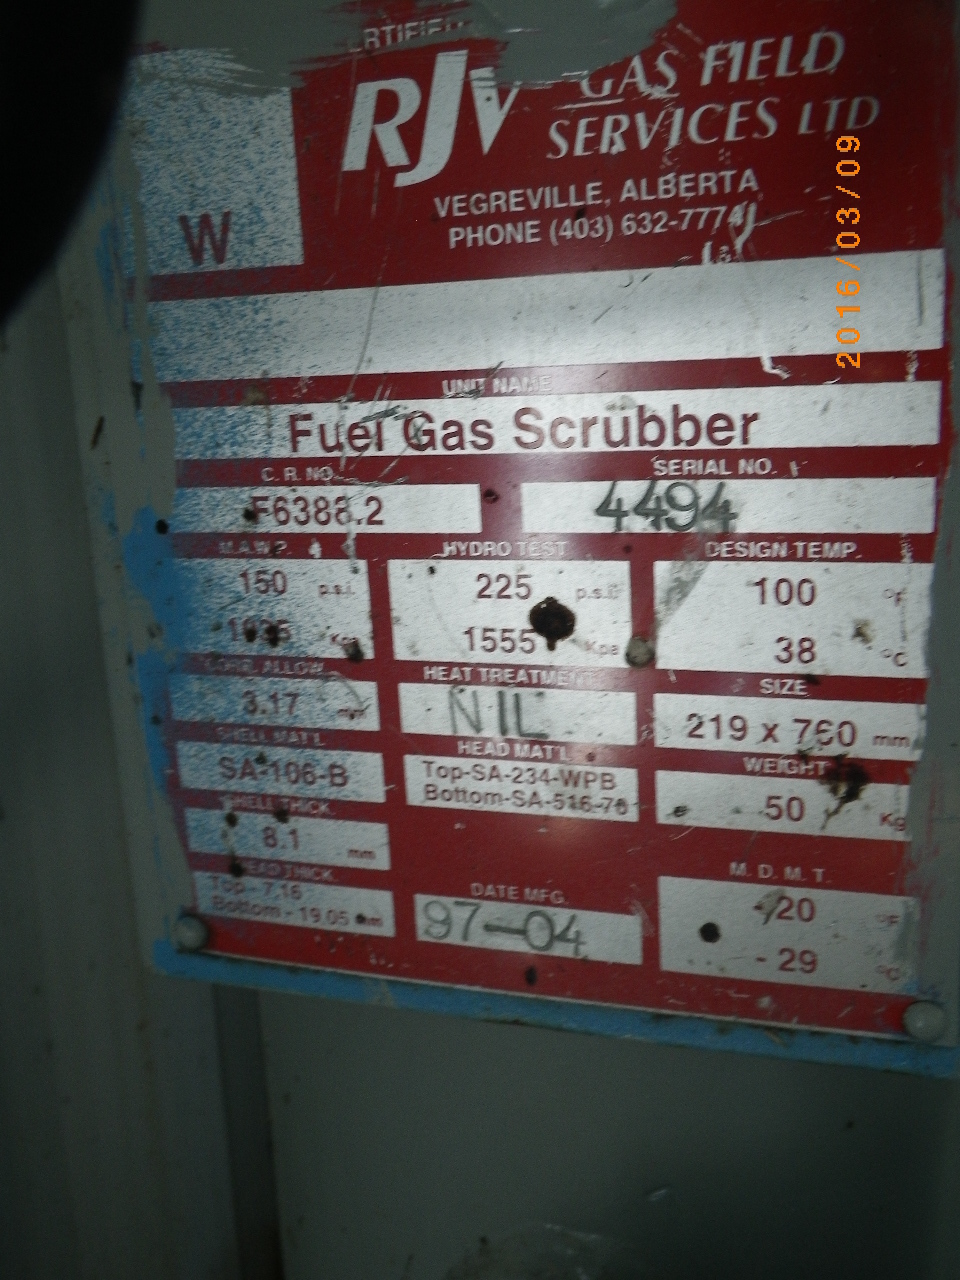 RJV GAS FIELD
SERVICES LTD
VEGREVILLE, ALBERTA
PHONE (403) 632-7774
W
UNIT NAME
Fuel Gas Scrubber
C. R. NO.
SERIAL NO.
F6388.2
4494
M.A.W.P.
HYDRO TEST
DESIGN TEMP.
150 p.s.i.
225 p.s.i.
100 °F
Kpa
1555 Kpa
38 °C
CORR. ALLOW.
HEAT TREATMENT
SIZE
3.17 mm
NIL
219 x 760 mm
SHELL MAT'L
HEAD MAT'L
WEIGHT
SA-106-B
Top-SA-234-WPB
Bottom-SA-516-70
50 Kg
SHELL THICK.
8.1 mm
HEAD THICK.
DATE MFG.
M. D. M. T.
Top - 7.16
Bottom - 19.05 mm
97-04
-20 °F
- 29 °C
2016/03/09